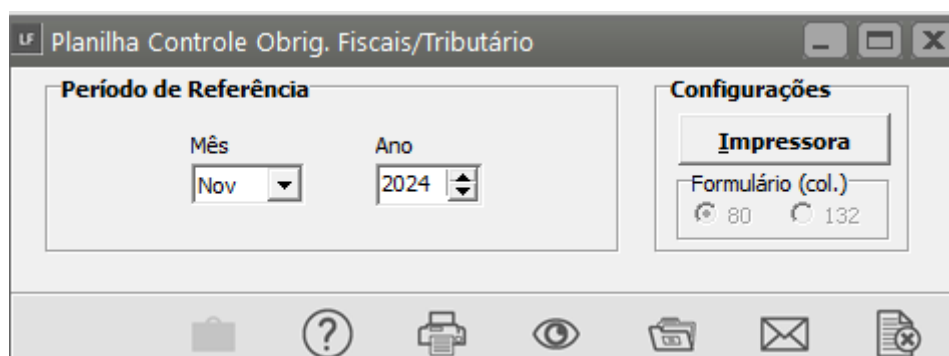 LF Planilha Controle Obrig. Fiscais/Tributário
Período de Referência
Mês Ano
Nov 2024
Configurações
Impressora
Formulário (col.)
80 132